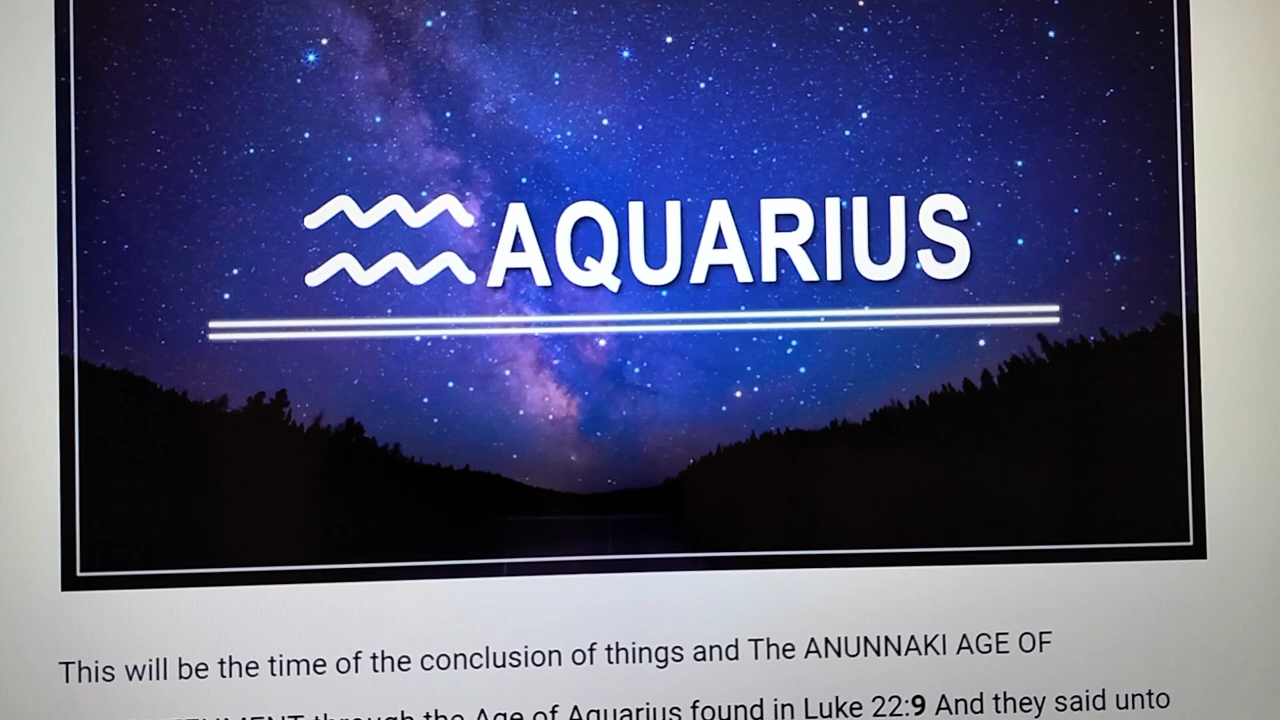 ♒ AQUARIUS
This will be the time of the conclusion of things and The ANUNNAKI AGE OF
through the Age of Aquarius found in Luke 22:9 And they said unto